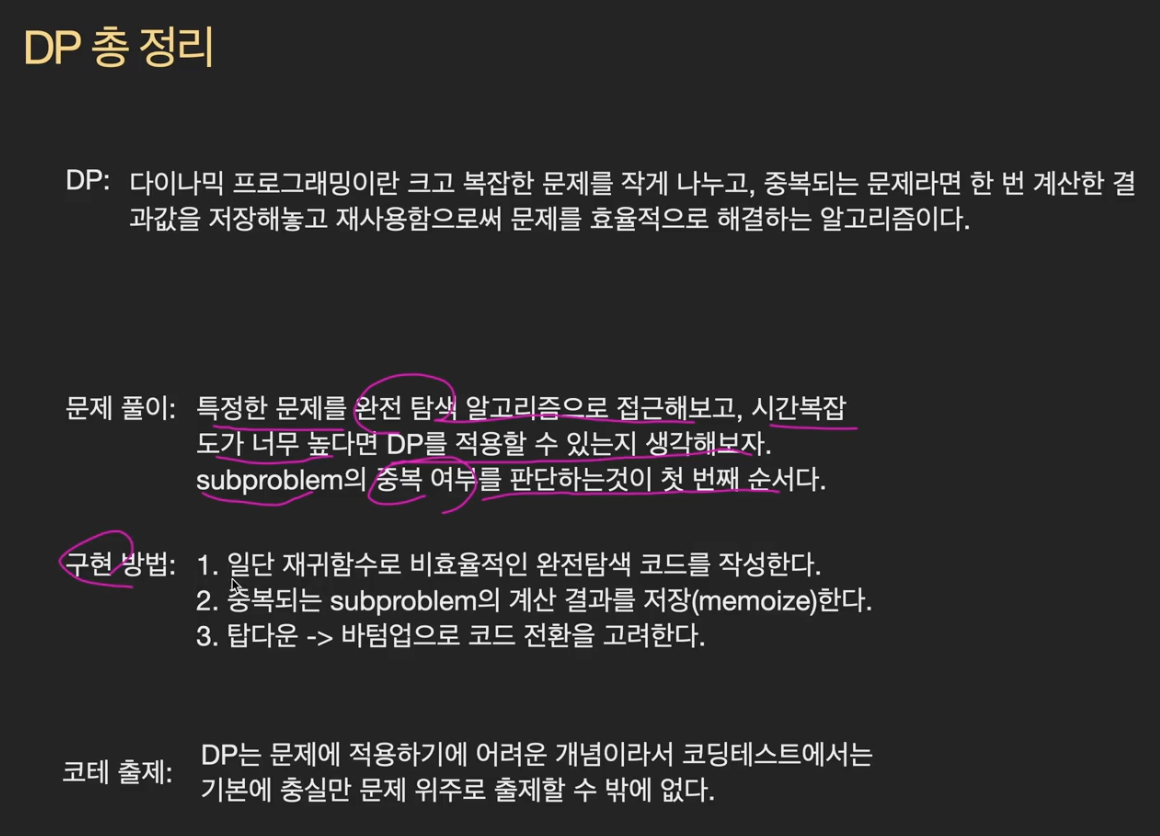 DP 총 정리
DP: 다이나믹 프로그래밍이란 크고 복잡한 문제를 작게 나누고, 중복되는 문제라면 한 번 계산한 결
과값을 저장해놓고 재사용함으로써 문제를 효율적으로 해결하는 알고리즘이다.
문제 풀이: 특정한 문제를 완전 탐색 알고리즘으로 접근해보고, 시간복잡
도가 너무 높다면 DP를 적용할 수 있는지 생각해보자.
subproblem의 중복 여부를 판단하는것이 첫 번째 순서다.
구현 방법: 1. 일단 재귀함수로 비효율적인 완전탐색 코드를 작성한다.
2. 중복되는 subproblem의 계산 결과를 저장(memoize)한다.
3. 탑다운 -> 바텀업으로 코드 전환을 고려한다.
코테 출제: DP는 문제에 적용하기에 어려운 개념이라서 코딩테스트에서는
기본에 충실만 문제 위주로 출제할 수 밖에 없다.